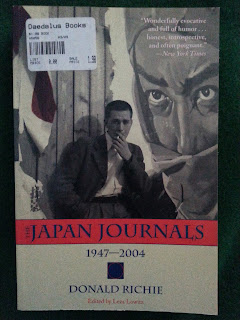 Daedalus Books
"Wonderfully evocative
and full of humor . . .
honest, introspective,
and often poignant."
—New York Times
THE JAPAN JOURNALS
1947—2004
DONALD RICHIE
Edited by Leza Lowitz